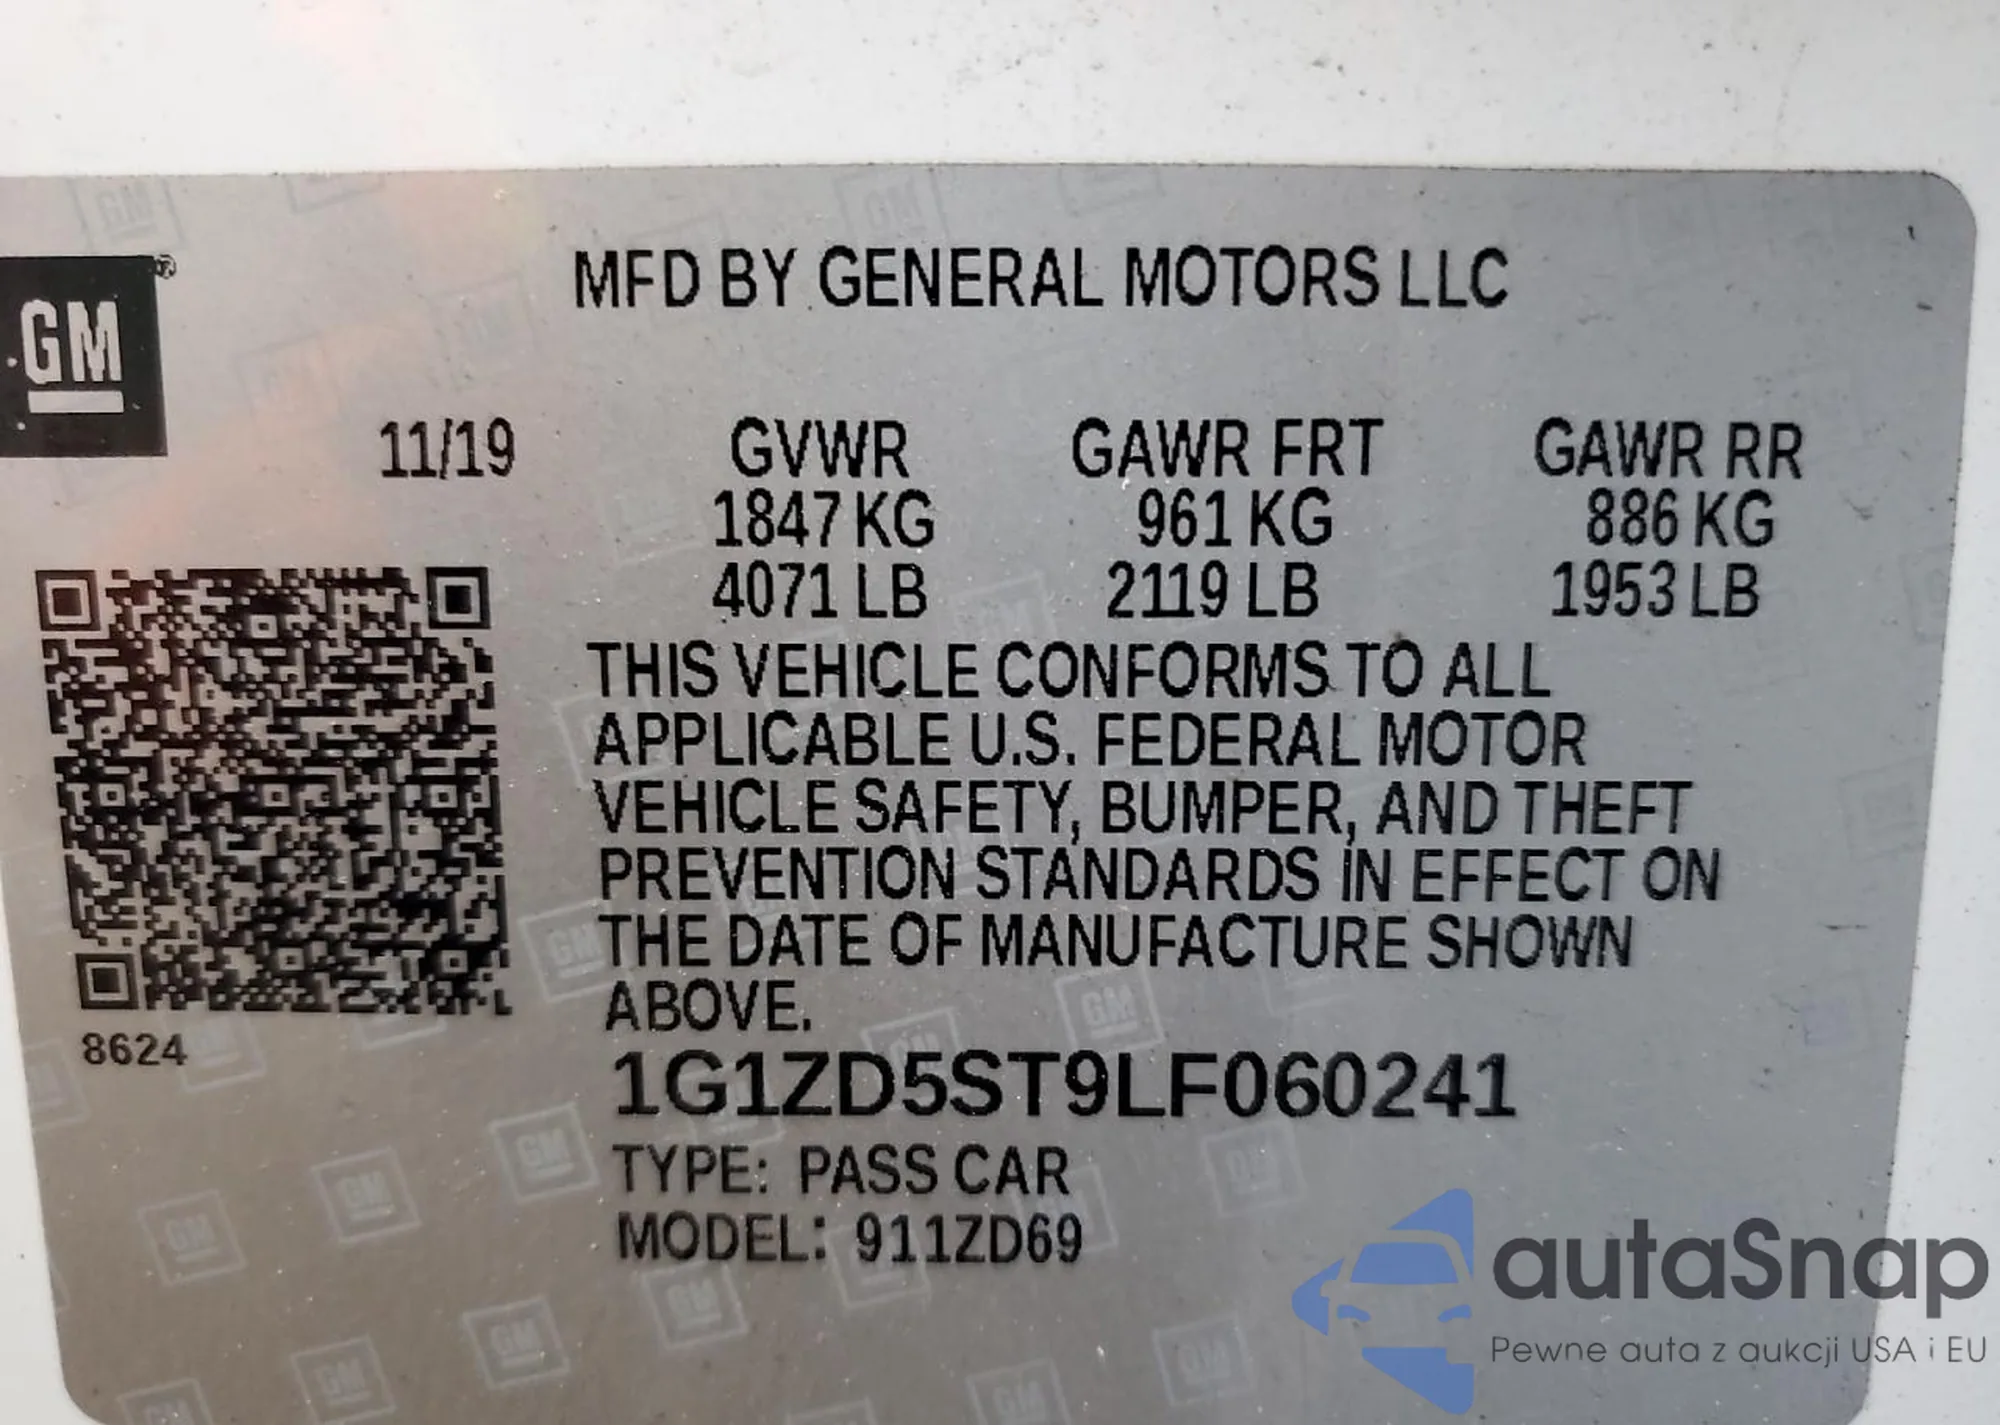 MFD BY GENERAL MOTORS LLC
GM
11/19 GVWR GAWR FRT GAWR RR
1847 KG 961 KG 886 KG
4071 LB 2119 LB 1953 LB
THIS VEHICLE CONFORMS TO ALL
APPLICABLE U.S. FEDERAL MOTOR
VEHICLE SAFETY, BUMPER, AND THEFT
PREVENTION STANDARDS IN EFFECT ON
THE DATE OF MANUFACTURE SHOWN
ABOVE.
8624
1G1ZD5ST9LF060241
TYPE: PASS CAR
MODEL: 911ZD69
autaSnap
Pewne auta z aukcji USA i EU